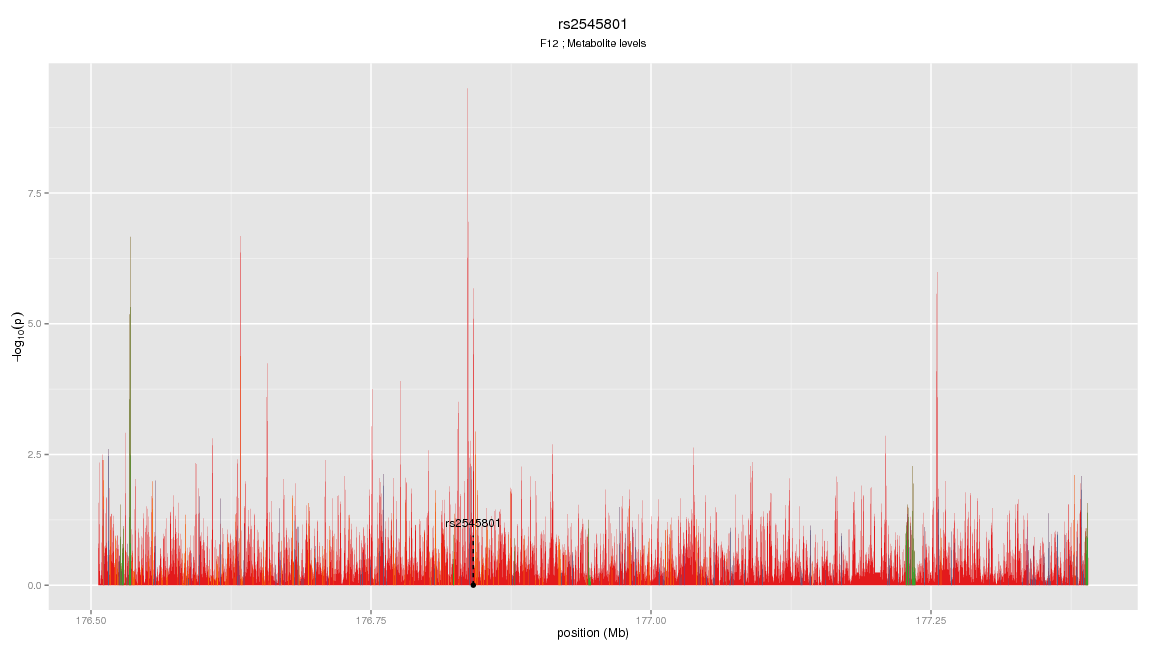 rs2545801
F12 ; Metabolite levels
−log10(p)
7.5
5.0
2.5
0.0
rs2545801
176.50
176.75
177.00
177.25
position (Mb)